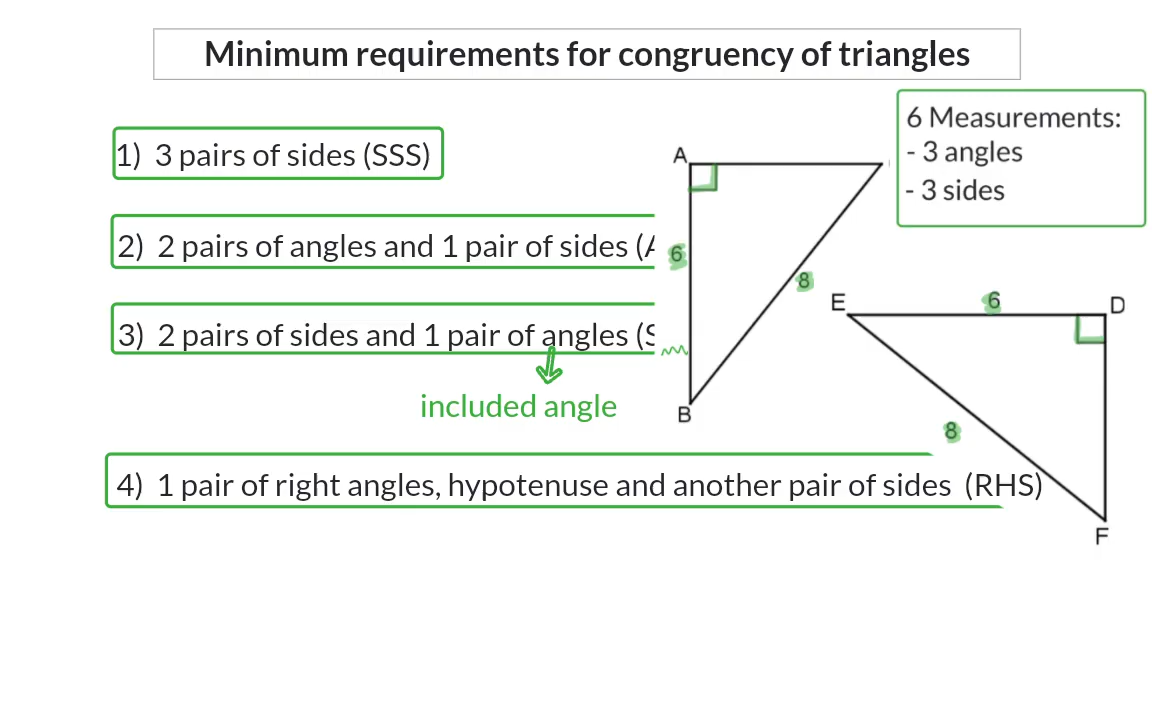 Minimum requirements for congruency of triangles
6 Measurements:
- 3 angles
- 3 sides
1) 3 pairs of sides (SSS)
A
2) 2 pairs of angles and 1 pair of sides (A
6
8
E
6
D
3) 2 pairs of sides and 1 pair of angles (S
included angle
B
8
4) 1 pair of right angles, hypotenuse and another pair of sides (RHS)
F